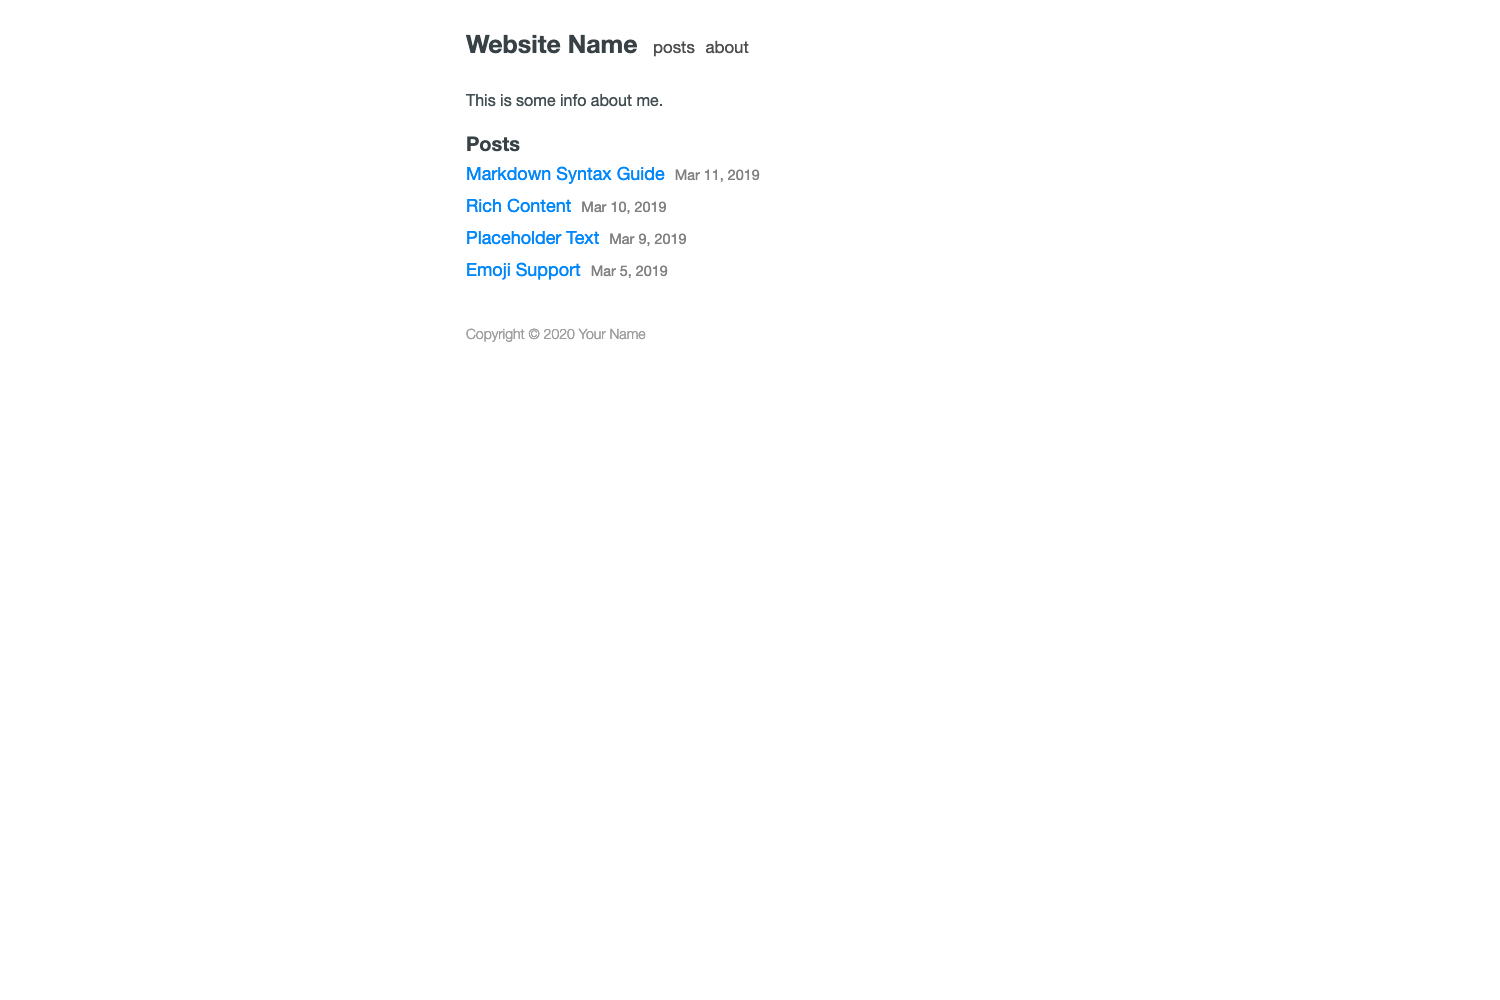 Website Name posts about
This is some info about me.
Posts
Markdown Syntax Guide Mar 11, 2019
Rich Content Mar 10, 2019
Placeholder Text Mar 9, 2019
Emoji Support Mar 5, 2019
Copyright © 2020 Your Name